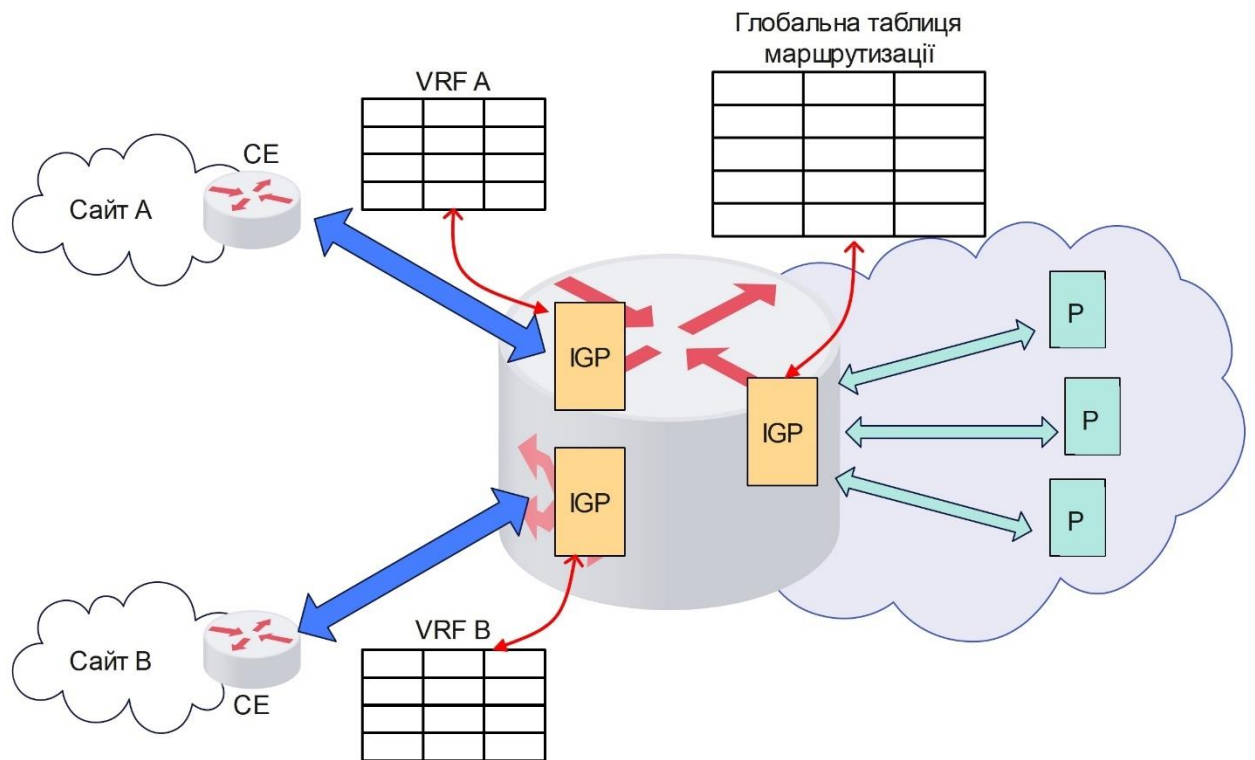 Глобальна таблиця
маршрутизації
VRF A
CE
Сайт A
IGP
P
IGP
P
IGP
P
VRF B
Сайт B
CE